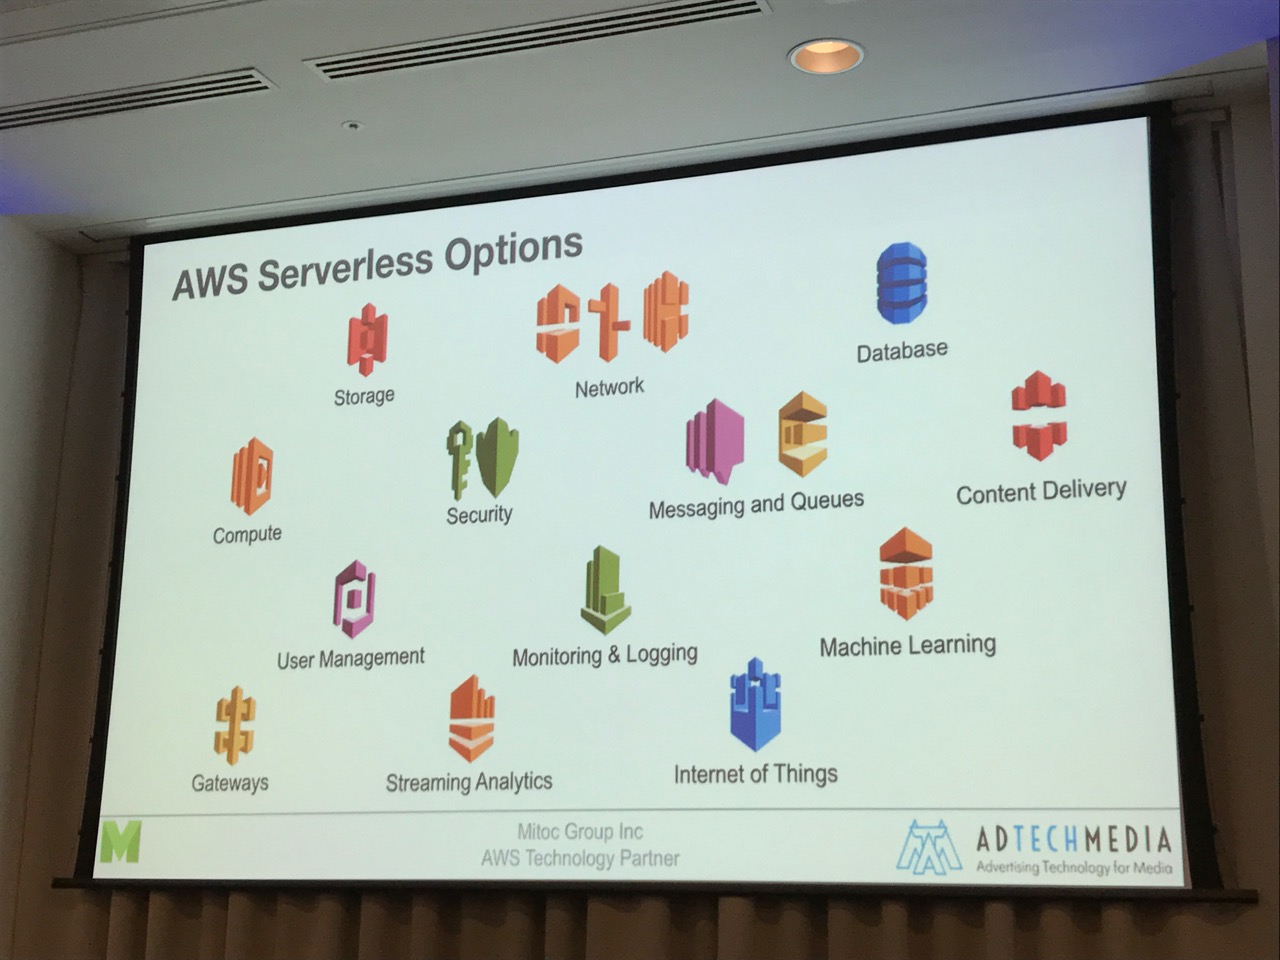 AWS Serverless Options
Storage
Network
Database
Compute
Security
Messaging and Queues
Content Delivery
User Management
Monitoring & Logging
Machine Learning
Gateways
Streaming Analytics
Internet of Things
M
Mitoc Group Inc
AWS Technology Partner
ADTECHMEDIA
Advertising Technology for Media